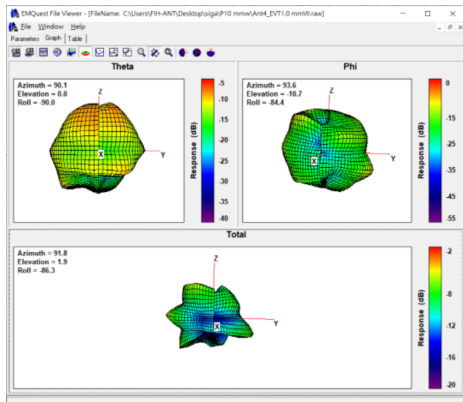 EMQuest File Viewer - [FileName: C:\Users\FIH-ANT\Desktop\siga\P10 mmw\Ant4_EVT1.0 mmW.raw]
File Window Help
Parameters Graph Table
Theta
Azimuth = 90.1
Elevation = 0.0
Roll = -90.0
Z
X
Y
Response (dB)
-5
-10
-15
-20
-25
-30
-35
-40
Phi
Azimuth = 93.6
Elevation = -10.7
Roll = -84.4
Z
X
Y
Response (dB)
0
-15
-25
-35
-45
-55
Total
Azimuth = 91.8
Elevation = 1.9
Roll = -86.3
Z
X
Y
Response (dB)
-2
-8
-12
-16
-20